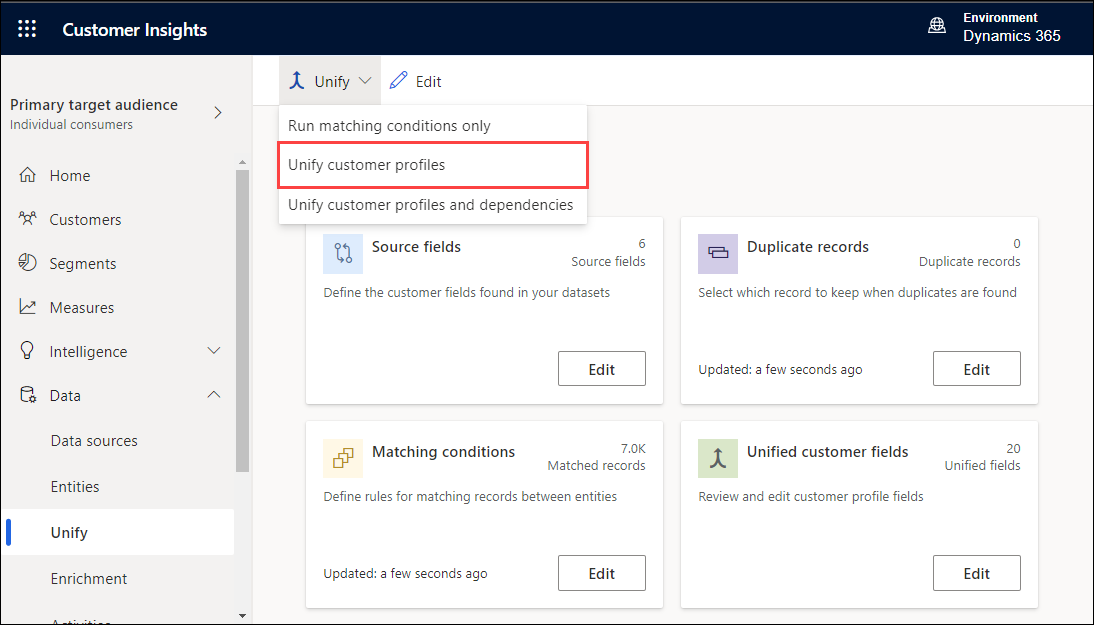 Customer Insights
Environment
Dynamics 365
Primary target audience
Individual consumers
Home
Customers
Segments
Measures
Intelligence
Data
Data sources
Entities
Unify
Enrichment
Activities
Unify
Edit
Run matching conditions only
Unify customer profiles
Unify customer profiles and dependencies
Source fields
6
Source fields
Define the customer fields found in your datasets
Edit
Duplicate records
0
Duplicate records
Select which record to keep when duplicates are found
Updated: a few seconds ago
Edit
Matching conditions
7.0K
Matched records
Define rules for matching records between entities
Updated: a few seconds ago
Edit
Unified customer fields
20
Unified fields
Review and edit customer profile fields
Edit